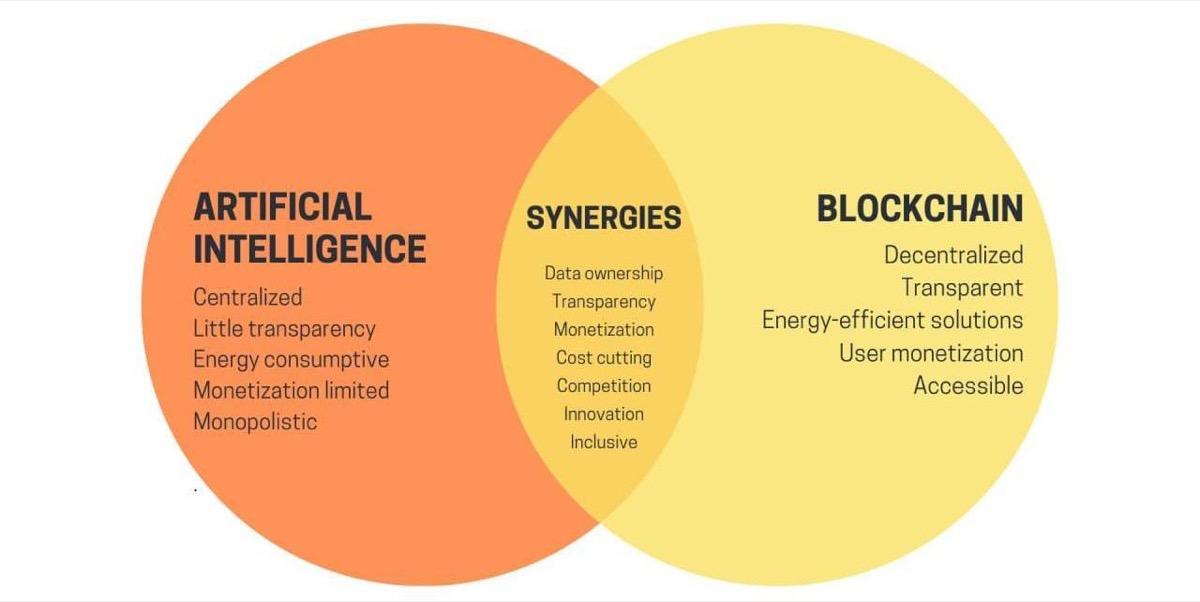 ARTIFICIAL
INTELLIGENCE
Centralized
Little transparency
Energy consumptive
Monetization limited
Monopolistic
.
SYNERGIES
Data ownership
Transparency
Monetization
Cost cutting
Competition
Innovation
Inclusive
BLOCKCHAIN
Decentralized
Transparent
Energy-efficient solutions
User monetization
Accessible